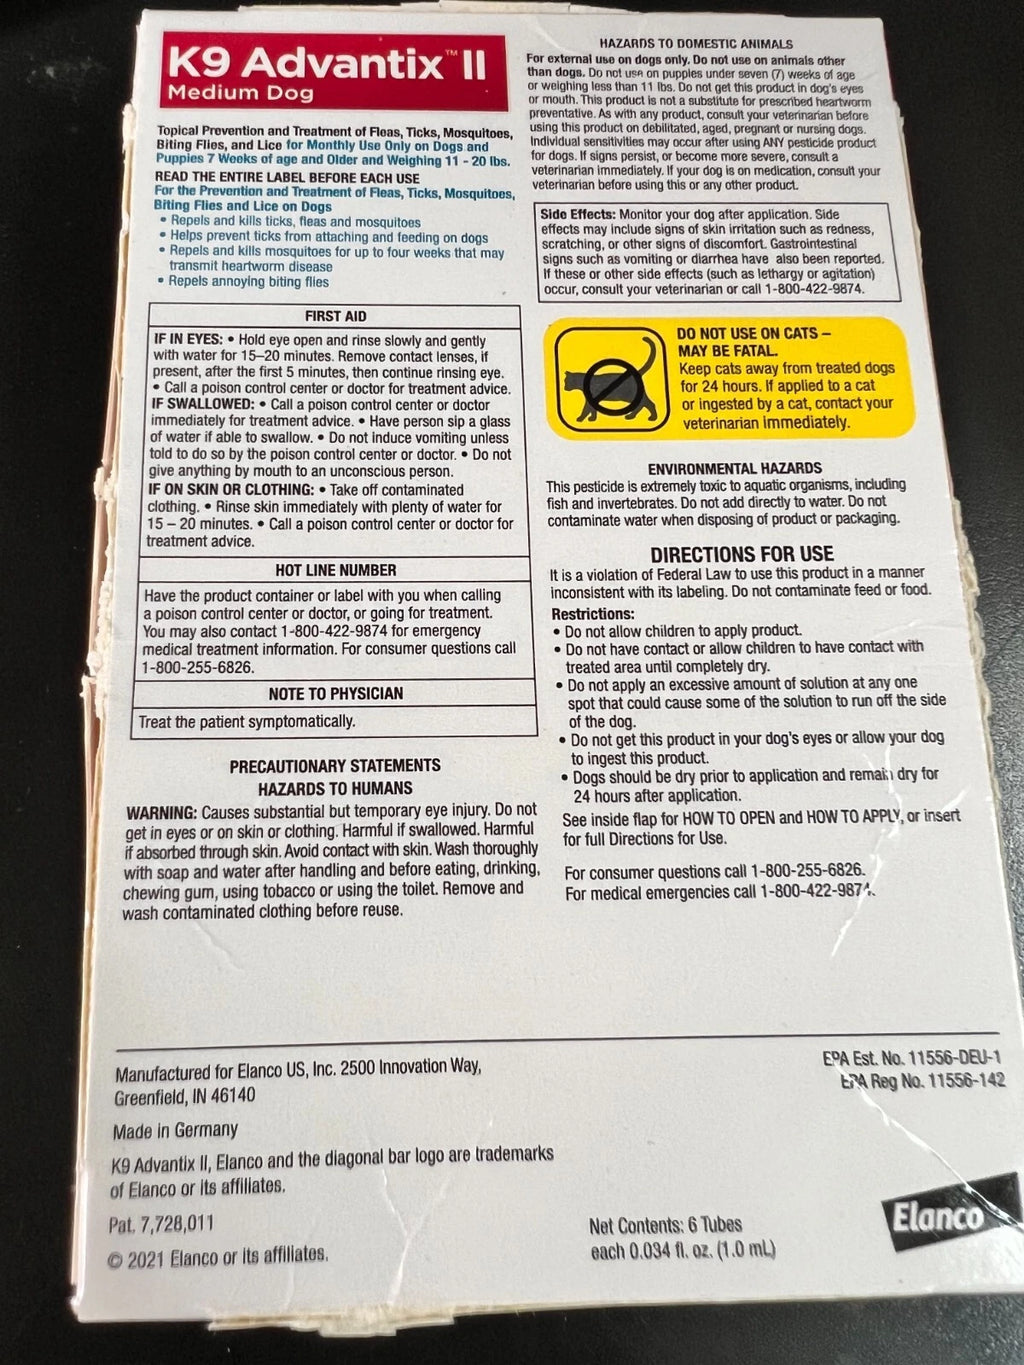 K9 Advantix™ II
Medium Dog
Topical Prevention and Treatment of Fleas, Ticks, Mosquitoes,
Biting Flies, and Lice for Monthly Use Only on Dogs and
Puppies 7 Weeks of age and Older and Weighing 11 - 20 lbs.
READ THE ENTIRE LABEL BEFORE EACH USE
For the Prevention and Treatment of Fleas, Ticks, Mosquitoes,
Biting Flies and Lice on Dogs
• Repels and kills ticks, fleas and mosquitoes
• Helps prevent ticks from attaching and feeding on dogs
• Repels and kills mosquitoes for up to four weeks that may
transmit heartworm disease
• Repels annoying biting flies
FIRST AID
IF IN EYES: • Hold eye open and rinse slowly and gently
with water for 15–20 minutes. Remove contact lenses, if
present, after the first 5 minutes, then continue rinsing eye.
• Call a poison control center or doctor for treatment advice.
IF SWALLOWED: • Call a poison control center or doctor
immediately for treatment advice. • Have person sip a glass
of water if able to swallow. • Do not induce vomiting unless
told to do so by the poison control center or doctor. • Do not
give anything by mouth to an unconscious person.
IF ON SKIN OR CLOTHING: • Take off contaminated
clothing. • Rinse skin immediately with plenty of water for
15 – 20 minutes. • Call a poison control center or doctor for
treatment advice.
HOT LINE NUMBER
Have the product container or label with you when calling
a poison control center or doctor, or going for treatment.
You may also contact 1-800-422-9874 for emergency
medical treatment information. For consumer questions call
1-800-255-6826.
NOTE TO PHYSICIAN
Treat the patient symptomatically.
PRECAUTIONARY STATEMENTS
HAZARDS TO HUMANS
WARNING: Causes substantial but temporary eye injury. Do not
get in eyes or on skin or clothing. Harmful if swallowed. Harmful
if absorbed through skin. Avoid contact with skin. Wash thoroughly
with soap and water after handling and before eating, drinking,
chewing gum, using tobacco or using the toilet. Remove and
wash contaminated clothing before reuse.
HAZARDS TO DOMESTIC ANIMALS
For external use on dogs only. Do not use on animals other
than dogs. Do not use on puppies under seven (7) weeks of age
or weighing less than 11 lbs. Do not get this product in dog's eyes
or mouth. This product is not a substitute for prescribed heartworm
preventative. As with any product, consult your veterinarian before
using this product on debilitated, aged, pregnant or nursing dogs.
Individual sensitivities may occur after using ANY pesticide product
for dogs. If signs persist, or become more severe, consult a
veterinarian immediately. If your dog is on medication, consult your
veterinarian before using this or any other product.
Side Effects: Monitor your dog after application. Side
effects may include signs of skin irritation such as redness,
scratching, or other signs of discomfort. Gastrointestinal
signs such as vomiting or diarrhea have also been reported.
If these or other side effects (such as lethargy or agitation)
occur, consult your veterinarian or call 1-800-422-9874.
DO NOT USE ON CATS –
MAY BE FATAL.
Keep cats away from treated dogs
for 24 hours. If applied to a cat
or ingested by a cat, contact your
veterinarian immediately.
ENVIRONMENTAL HAZARDS
This pesticide is extremely toxic to aquatic organisms, including
fish and invertebrates. Do not add directly to water. Do not
contaminate water when disposing of product or packaging.
DIRECTIONS FOR USE
It is a violation of Federal Law to use this product in a manner
inconsistent with its labeling. Do not contaminate feed or food.
Restrictions:
• Do not allow children to apply product.
• Do not have contact or allow children to have contact with
treated area until completely dry.
• Do not apply an excessive amount of solution at any one
spot that could cause some of the solution to run off the side
of the dog.
• Do not get this product in your dog's eyes or allow your dog
to ingest this product.
• Dogs should be dry prior to application and remain dry for
24 hours after application.
See inside flap for HOW TO OPEN and HOW TO APPLY, or insert
for full Directions for Use.
For consumer questions call 1-800-255-6826.
For medical emergencies call 1-800-422-9874.
Manufactured for Elanco US, Inc. 2500 Innovation Way,
Greenfield, IN 46140
Made in Germany
K9 Advantix II, Elanco and the diagonal bar logo are trademarks
of Elanco or its affiliates.
Pat. 7,728,011
© 2021 Elanco or its affiliates.
EPA Est. No. 11556-DEU-1
EPA Reg No. 11556-142
Net Contents: 6 Tubes
each 0.034 fl. oz. (1.0 mL)
Elanco